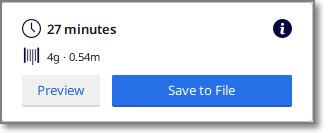 27 minutes
4g · 0.54m
Preview
Save to File